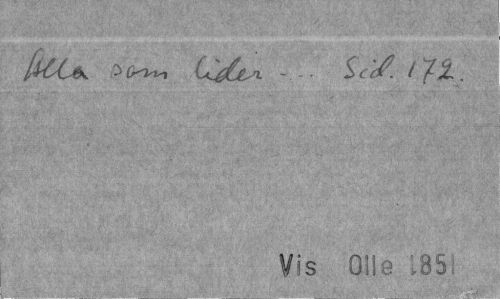 Alla som lider --- Sid. 172.
Vis Olle 1851